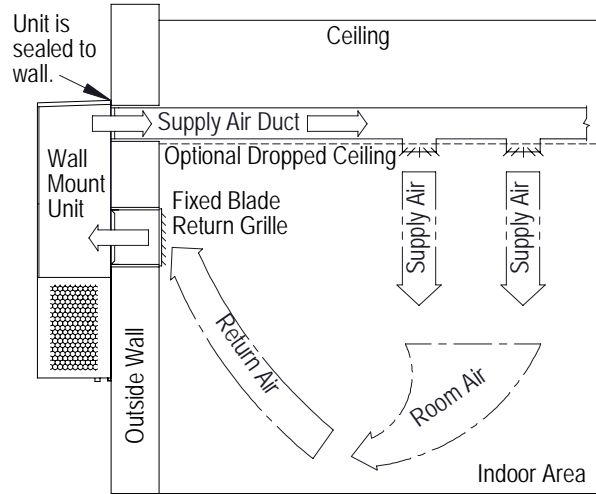 Unit is
sealed to
wall.
Ceiling
Supply Air Duct
Optional Dropped Ceiling
Wall
Mount
Unit
Fixed Blade
Return Grille
Supply Air
Supply Air
Return Air
Room Air
Outside Wall
Indoor Area